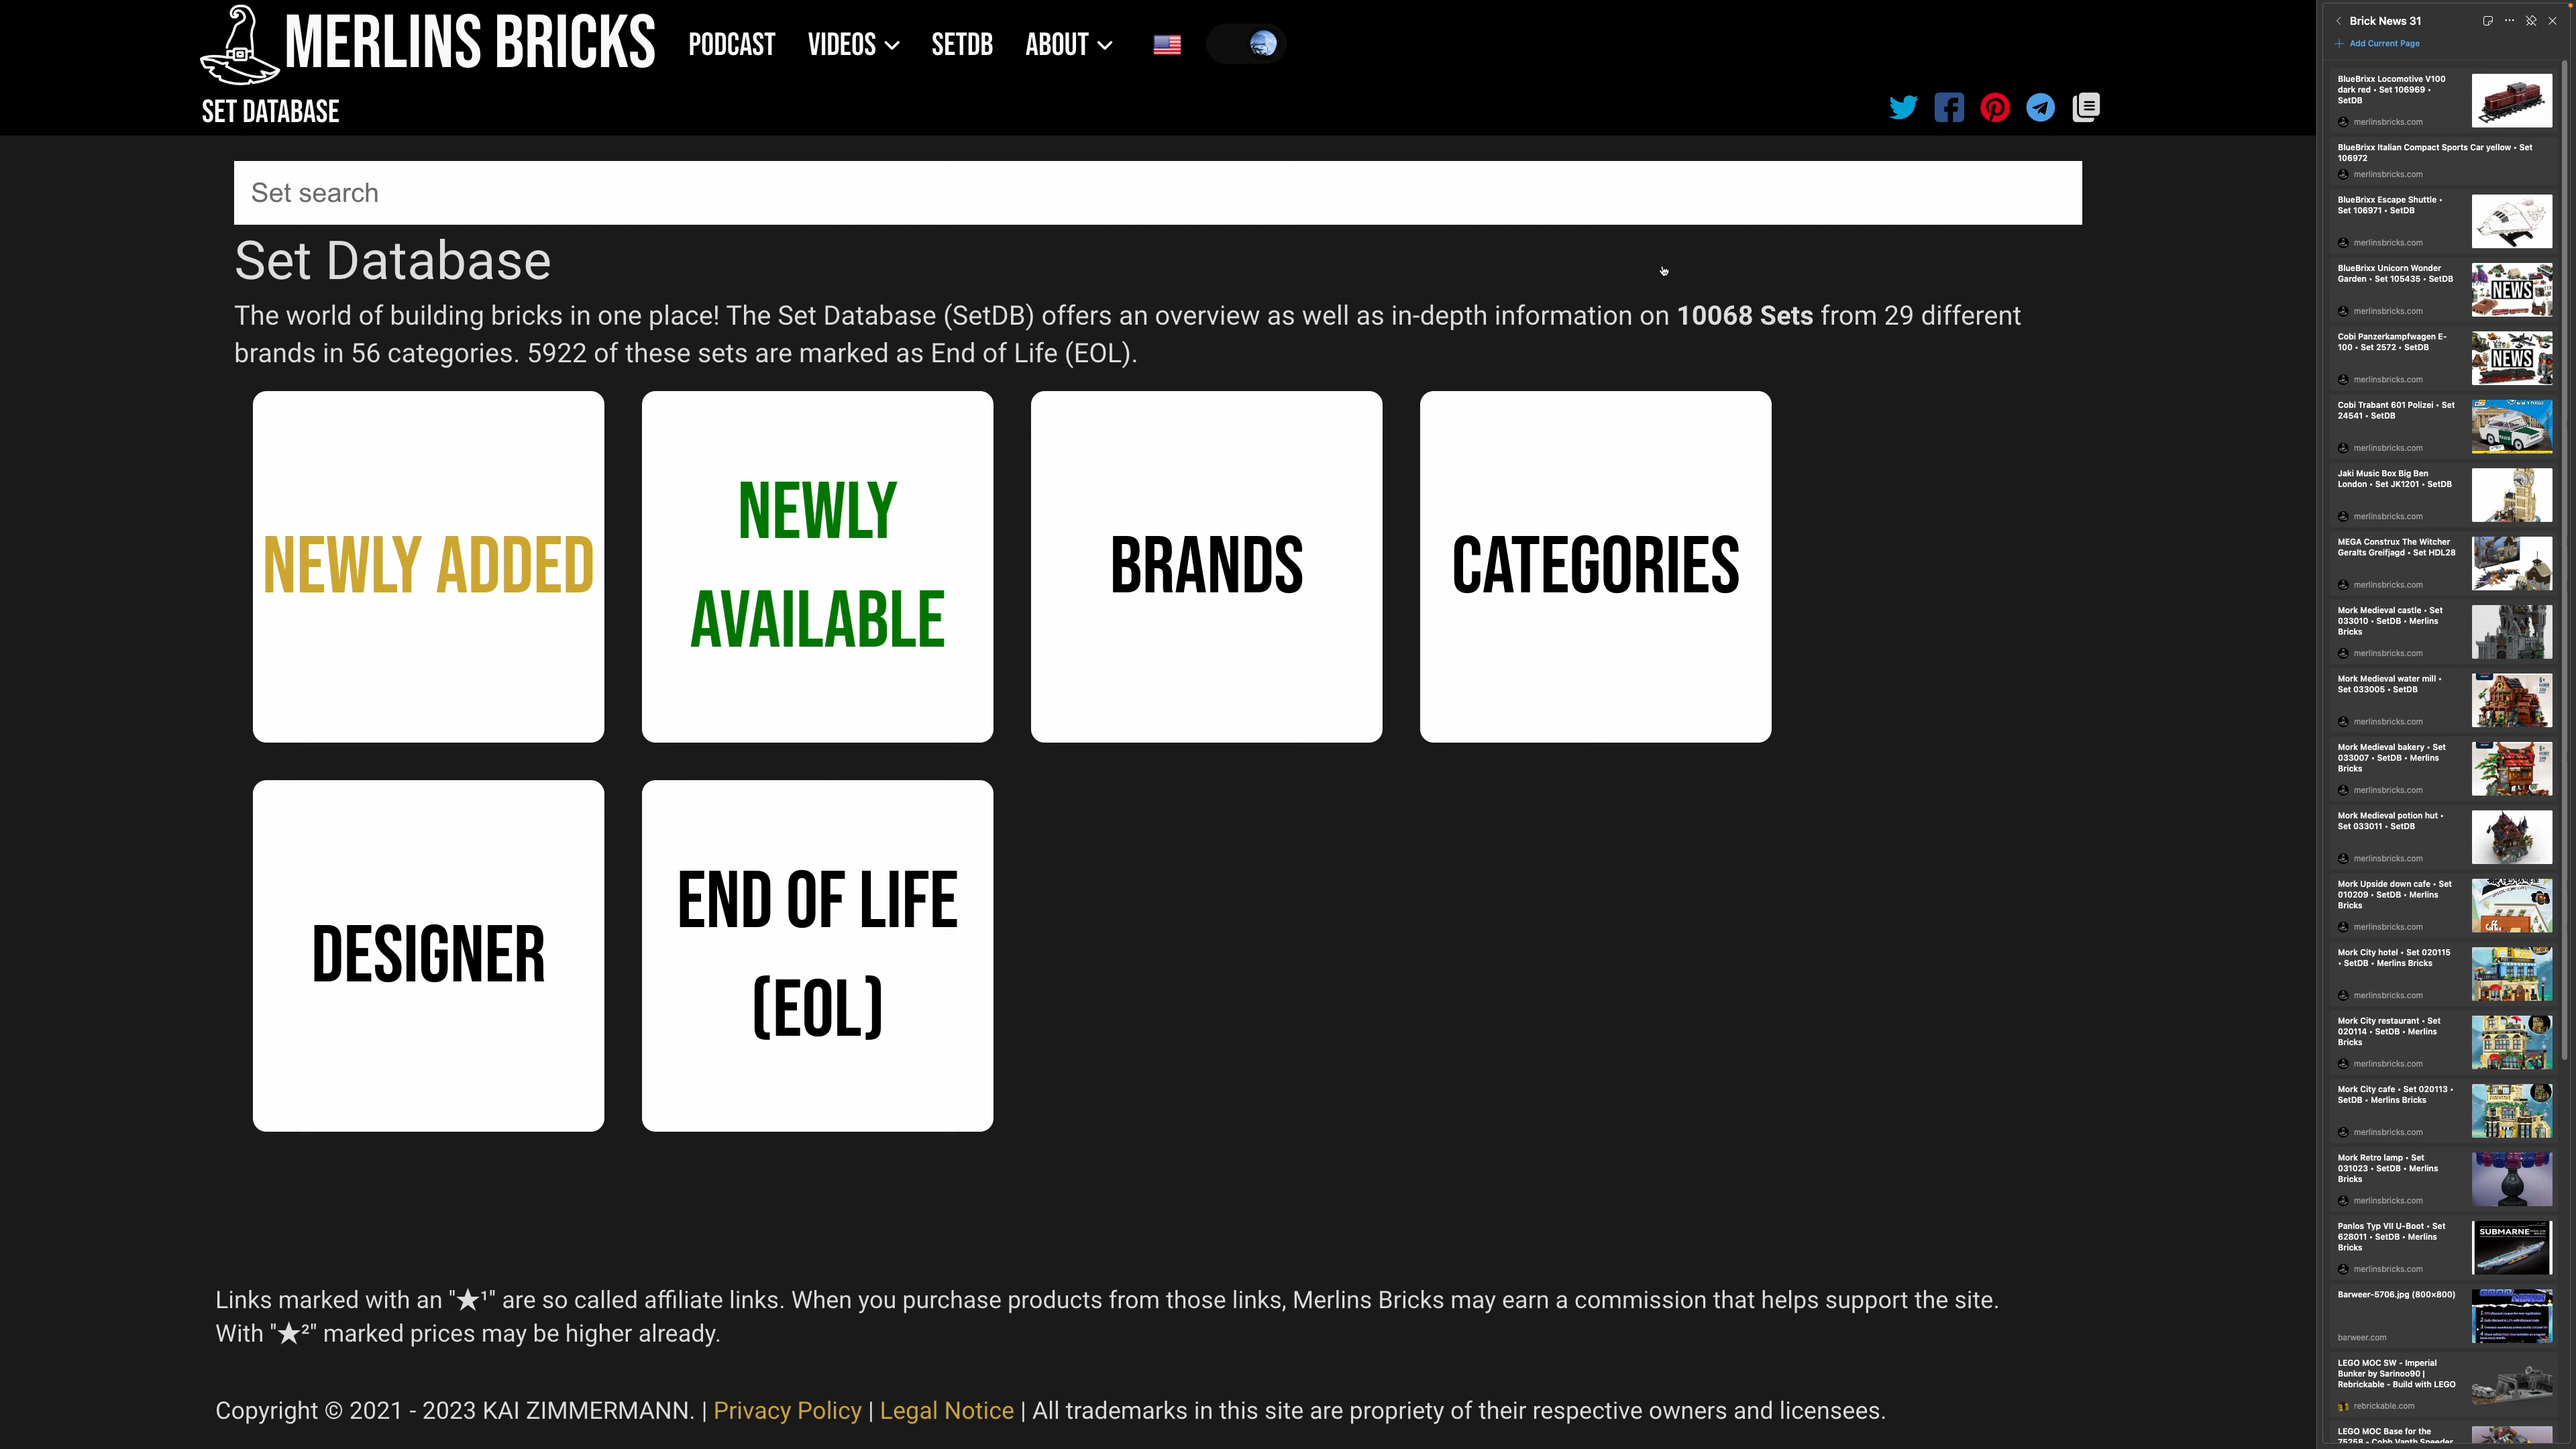 MERLINS BRICKS
PODCAST
VIDEOS
SETDB
ABOUT
SET DATABASE
Set search
Set Database
The world of building bricks in one place! The Set Database (SetDB) offers an overview as well as in-depth information on 10068 Sets from 29 different
brands in 56 categories. 5922 of these sets are marked as End of Life (EOL).
NEWLY ADDED
NEWLY
AVAILABLE
BRANDS
CATEGORIES
DESIGNER
END OF LIFE
(EOL)
Links marked with an "★¹" are so called affiliate links. When you purchase products from those links, Merlins Bricks may earn a commission that helps support the site.
With "★²" marked prices may be higher already.
Copyright © 2021 - 2023 KAI ZIMMERMANN. | Privacy Policy | Legal Notice | All trademarks in this site are propriety of their respective owners and licensees.
Brick News 31
Add Current Page
BlueBrixx Locomotive V100
dark red • Set 106969 •
SetDB
merlinsbricks.com
BlueBrixx Italian Compact Sports Car yellow • Set
106972
merlinsbricks.com
BlueBrixx Escape Shuttle •
Set 106971 • SetDB
merlinsbricks.com
BlueBrixx Unicorn Wonder
Garden • Set 105435 • SetDB
NEWS
merlinsbricks.com
Cobi Panzerkampfwagen E-
100 • Set 2572 • SetDB
NEWS
merlinsbricks.com
Cobi Trabant 601 Polizei • Set
24541 • SetDB
merlinsbricks.com
Jaki Music Box Big Ben
London • Set JK1201 • SetDB
merlinsbricks.com
MEGA Construx The Witcher
Geralts Greifjagd • Set HDL28
merlinsbricks.com
Mork Medieval castle • Set
033010 • SetDB • Merlins
Bricks
merlinsbricks.com
Mork Medieval water mill •
Set 033005 • SetDB
merlinsbricks.com
Mork Medieval bakery • Set
033007 • SetDB • Merlins
Bricks
merlinsbricks.com
Mork Medieval potion hut •
Set 033011 • SetDB
merlinsbricks.com
Mork Upside down cafe • Set
010209 • SetDB • Merlins
Bricks
merlinsbricks.com
Mork City hotel • Set 020115
• SetDB • Merlins Bricks
merlinsbricks.com
Mork City restaurant • Set
020114 • SetDB • Merlins
Bricks
merlinsbricks.com
Mork City cafe • Set 020113 •
SetDB • Merlins Bricks
merlinsbricks.com
Mork Retro lamp • Set
031023 • SetDB • Merlins
Bricks
merlinsbricks.com
Panlos Typ VII U-Boot • Set
628011 • SetDB • Merlins
Bricks
SUBMARNE
merlinsbricks.com
Barweer-5706.jpg (800×800)
barweer.com
LEGO MOC SW - Imperial
Bunker by Sarinoo90 |
Rebrickable - Build with LEGO
rebrickable.com
LEGO MOC Base for the
75258 - Cobb Vanth Speeder